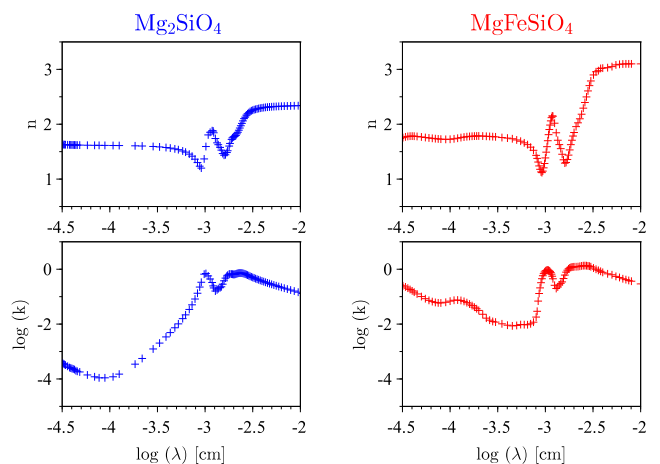 Mg₂SiO₄ MgFeSiO₄
3 3
2 2
1 1
n n
-4.5 -4 -3.5 -3 -2.5 -2 -4.5 -4 -3.5 -3 -2.5 -2
0 0
-2 -2
-4 -4
log (k) log (k)
-4.5 -4 -3.5 -3 -2.5 -2 -4.5 -4 -3.5 -3 -2.5 -2
log (λ) [cm] log (λ) [cm]